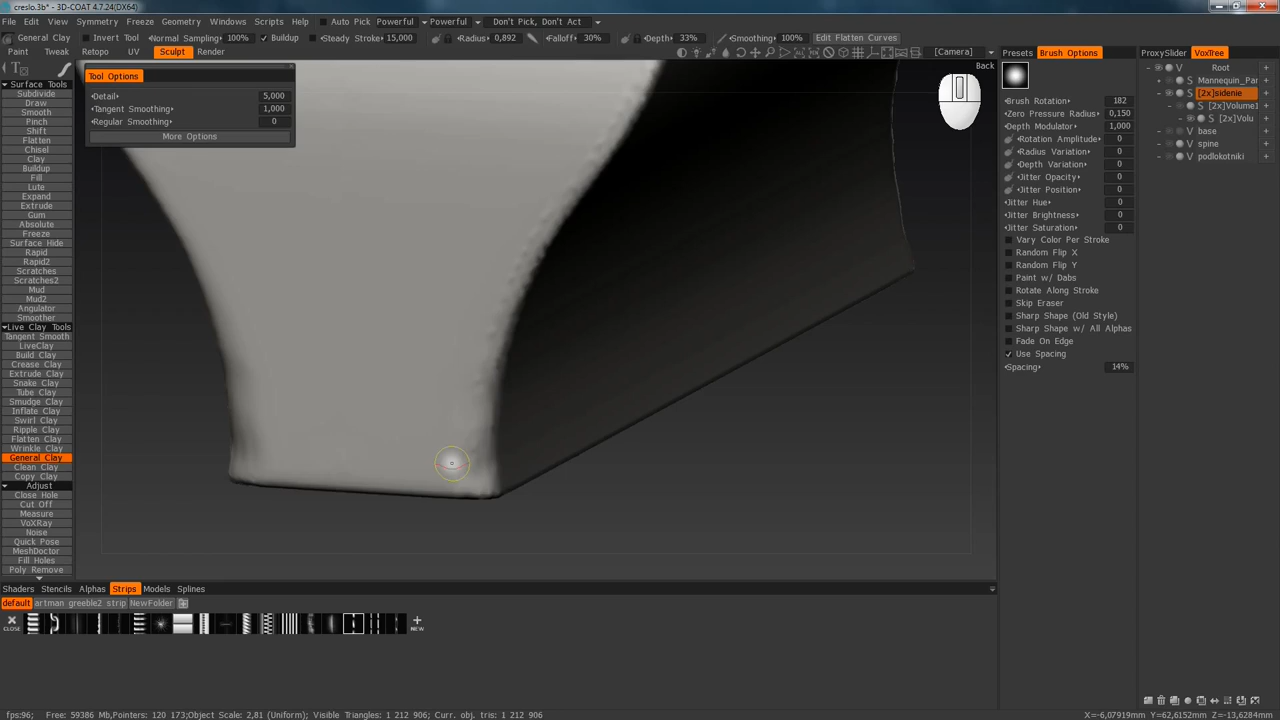 creslo.3b* - 3D-COAT 4.7.24(DX64)
File Edit View Symmetry Freeze Geometry Windows Scripts Help Auto Pick Powerful Powerful Don't Pick, Don't Act
General Clay Invert Tool Normal Sampling 100% Buildup Steady Stroke 15,000 Radius 0,892 Falloff 30% Depth 33% Smoothing 100% Edit Flatten Curves
Paint Tweak Retopo UV Sculpt Render [Camera] Presets Brush Options ProxySlider VoxTree
Back
Tool Options
Detail 5,000
Tangent Smoothing 1,000
Regular Smoothing 0
More Options
Surface Tools
Subdivide
Draw
Smooth
Pinch
Shift
Flatten
Chisel
Clay
Buildup
Fill
Lute
Expand
Extrude
Gum
Absolute
Freeze
Surface Hide
Rapid
Rapid2
Scratches
Scratches2
Mud
Mud2
Angulator
Smoother
Live Clay Tools
Tangent Smooth
LiveClay
Build Clay
Crease Clay
Extrude Clay
Snake Clay
Tube Clay
Smudge Clay
Inflate Clay
Swirl Clay
Ripple Clay
Flatten Clay
Wrinkle Clay
General Clay
Clean Clay
Copy Clay
Adjust
Close Hole
Cut Off
Measure
VoXRay
Noise
Quick Pose
MeshDoctor
Fill Holes
Poly Remove
Brush Rotation 182
Zero Pressure Radius 0,150
Depth Modulator 1,000
Rotation Amplitude 0
Radius Variation 0
Depth Variation 0
Jitter Opacity 0
Jitter Position 0
Jitter Hue 0
Jitter Brightness 0
Jitter Saturation 0
Vary Color Per Stroke
Random Flip X
Random Flip Y
Paint w/ Dabs
Rotate Along Stroke
Skip Eraser
Sharp Shape (Old Style)
Sharp Shape w/ All Alphas
Fade On Edge
Use Spacing
Spacing 14%
V Root +
S Mannequin_Par +
S [2x]sidenie +
S [2x]Volume1 +
S [2x]Volu +
V base +
V spine +
V podlokotniki +
Shaders Stencils Alphas Strips Models Splines
default artman greeble2 strip NewFolder
CLOSE NEW
fps:96; Free: 59386 Mb,Pointers: 120 173;Object Scale: 2,81 (Uniform); Visible Triangles: 1 212 906; Curr. obj. tris: 1 212 906 X=-6,07919mm Y=62,6152mm Z=-13,6284mm